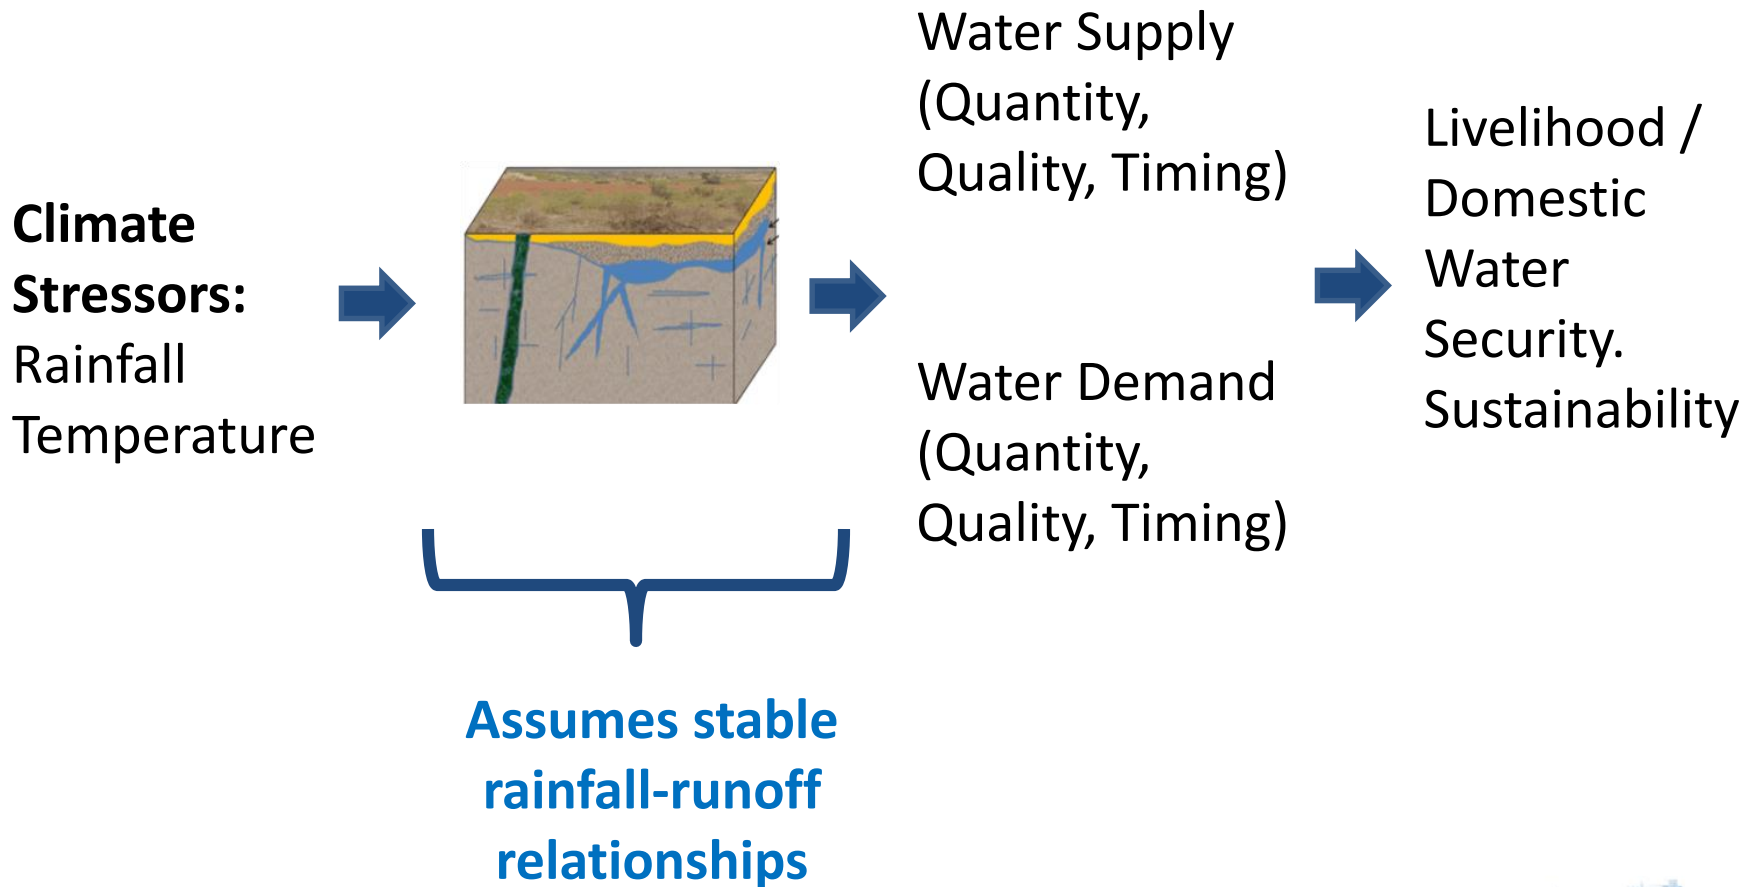 Climate
Stressors:
Rainfall
Temperature
Water Supply
(Quantity,
Quality, Timing)
Water Demand
(Quantity,
Quality, Timing)
Livelihood /
Domestic
Water
Security.
Sustainability
Assumes stable
rainfall-runoff
relationships